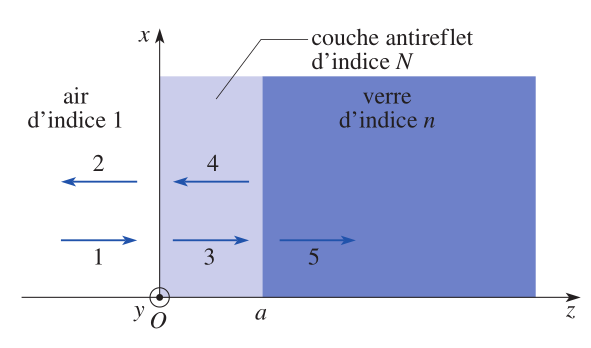 x
couche antireflet
d'indice N
air
d'indice 1
verre
d'indice n
2
4
1
3
5
y
O
a
z